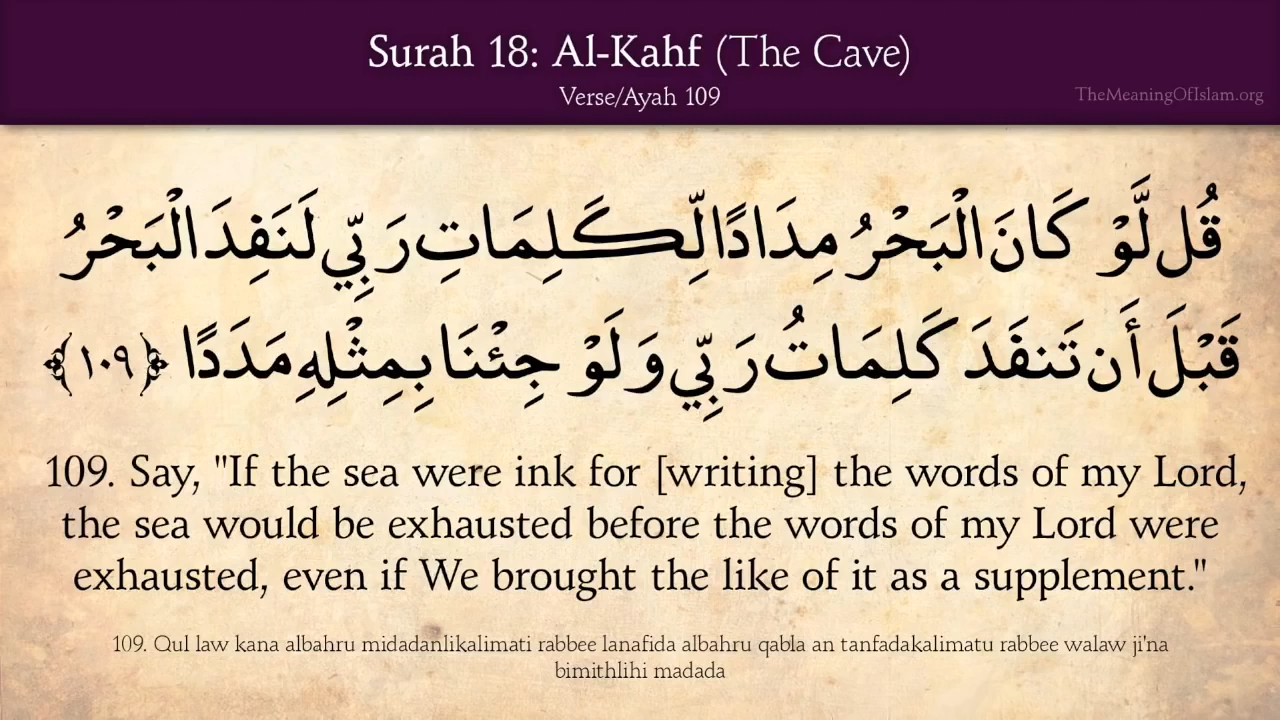 Surah 18: Al-Kahf (The Cave)
Verse/Ayah 109
TheMeaningOfIslam.org
قُل لَّوْ كَانَ الْبَحْرُ مِدَادًا لِّكَلِمَاتِ رَبِّي لَنَفِدَ الْبَحْرُ
قَبْلَ أَن تَنفَدَ كَلِمَاتُ رَبِّي وَلَوْ جِئْنَا بِمِثْلِهِ مَدَدًا ﴿١٠٩﴾
109. Say, "If the sea were ink for [writing] the words of my Lord,
the sea would be exhausted before the words of my Lord were
exhausted, even if We brought the like of it as a supplement."
109. Qul law kana albahru midadanlikalimati rabbee lanafida albahru qabla an tanfadakalimatu rabbee walaw ji'na
bimithlihi madada